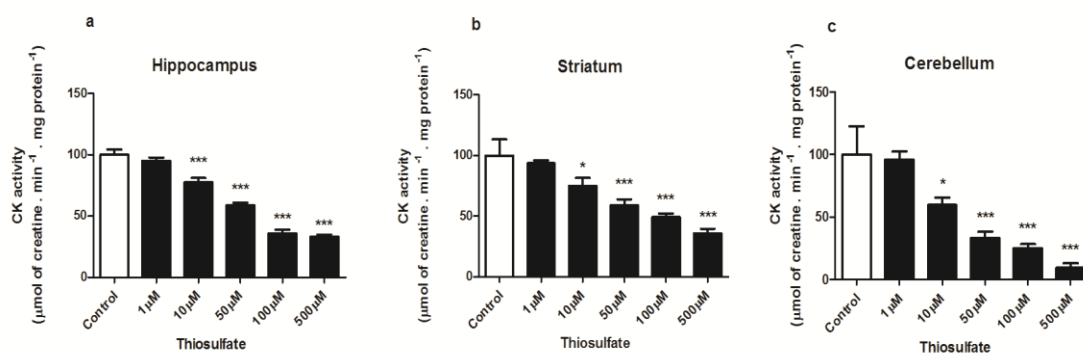 a
Hippocampus
CK activity
(µmol of creatine . min⁻¹ . mg protein⁻¹)
150
100
50
0
***
***
***
***
Control
1µM
10µM
50µM
100µM
500µM
Thiosulfate
b
Striatum
CK activity
(µmol of creatine . min⁻¹ . mg protein⁻¹)
150
100
50
0
*
***
***
***
Control
1µM
10µM
50µM
100µM
500µM
Thiosulfate
c
Cerebellum
CK activity
(µmol of creatine . min⁻¹ . mg protein⁻¹)
150
100
50
0
*
***
***
***
Control
1µM
10µM
50µM
100µM
500µM
Thiosulfate